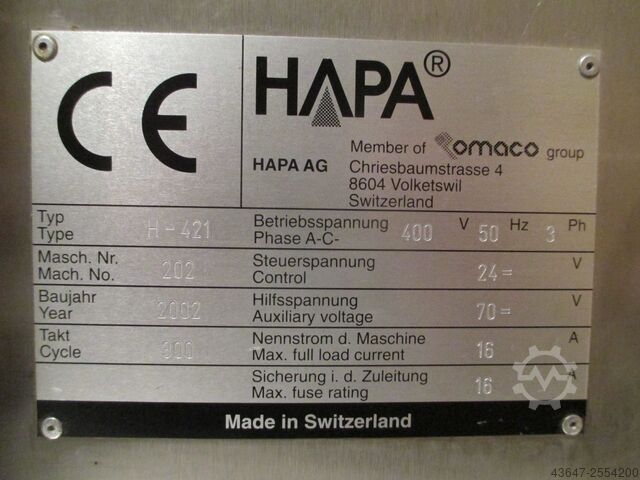 CE
HAPA®
Member of Romaco group
HAPA AG Chriesbaumstrasse 4
8604 Volketswil
Switzerland
Typ
Type H-421
Betriebsspannung
Phase A-C- 400 V 50 Hz 3 Ph
Masch. Nr.
Mach. No. 202
Steuerspannung
Control 24= V
Baujahr
Year 2002
Hilfsspannung
Auxiliary voltage 70= V
Takt
Cycle 300
Nennstrom d. Maschine
Max. full load current 16 A
Sicherung i. d. Zuleitung
Max. fuse rating 16 A
Made in Switzerland
43647-2554200